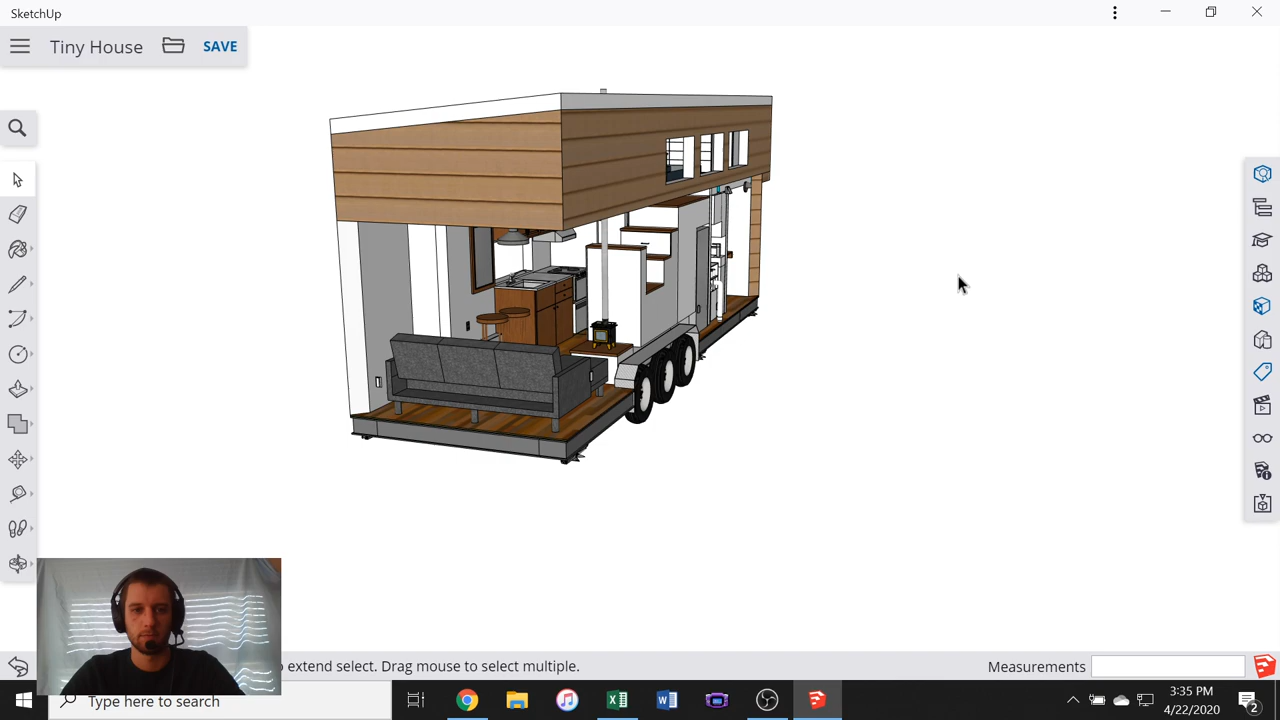 SketchUp
Tiny House
SAVE
o extend select. Drag mouse to select multiple.
Measurements
Type here to search
3:35 PM
4/22/2020
2